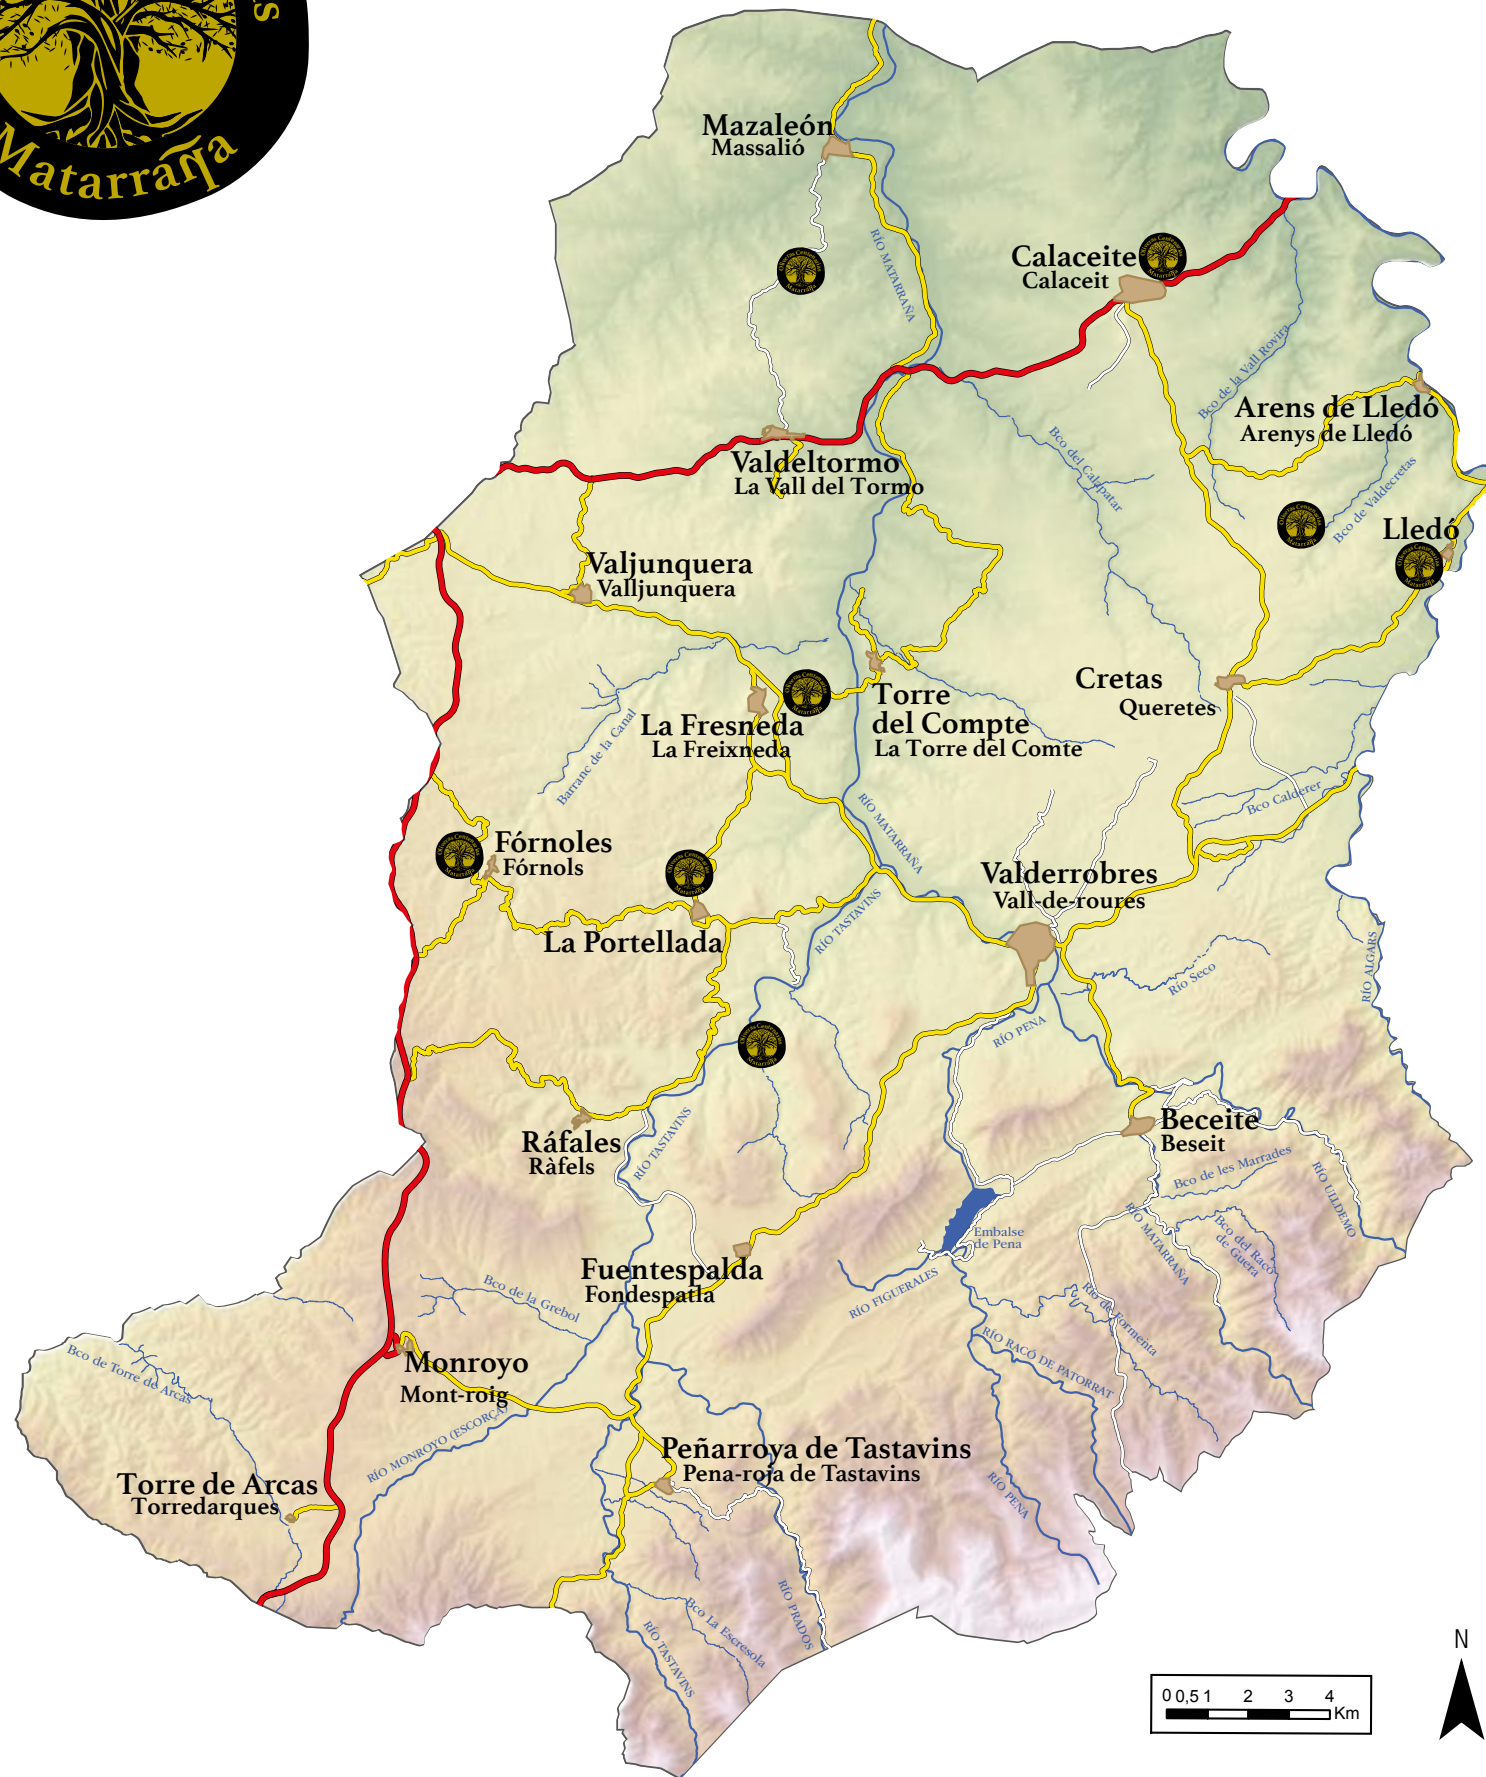 Matarraña
Mazaleón
Massalió
RÍO MATARRAÑA
Calaceite
Calaceit
Bco de la Vall Rovira
Arens de Lledó
Arenys de Lledó
Bco del Calapatar
Valdeltormo
La Vall del Tormo
Bco de Valdecretas
Lledó
Valjunquera
Valljunquera
Cretas
Queretes
Torre
del Compte
La Torre del Comte
La Fresneda
La Freixneda
Barranc de la Canal
Bco Calderer
RÍO MATARRAÑA
Fórnoles
Fórnols
Valderrobres
Vall-de-roures
La Portellada
RÍO TASTAVINS
Río Seco
RÍO ALGARS
RÍO PENA
Ráfales
Ràfels
RÍO TASTAVINS
Beceite
Beseit
Bco de les Marrades
RÍO ULLDEMO
RÍO MATARRAÑA
Bco del Racó
de Guera
Embalse
de Pena
RÍO FIGUERALES
Fuentespalda
Fondespatla
Bco de la Grebol
Río de Formenta
RÍO RACÓ DE PATORRAT
Bco de Torre de Arcas
Monroyo
Mont-roig
RÍO MONROYO (ESCORÇA)
Peñarroya de Tastavins
Pena-roja de Tastavins
RÍO PENA
Torre de Arcas
Torredarques
RÍO PRADOS
Bco La Escresola
RÍO TASTAVINS
N
0 0,5 1 2 3 4
Km